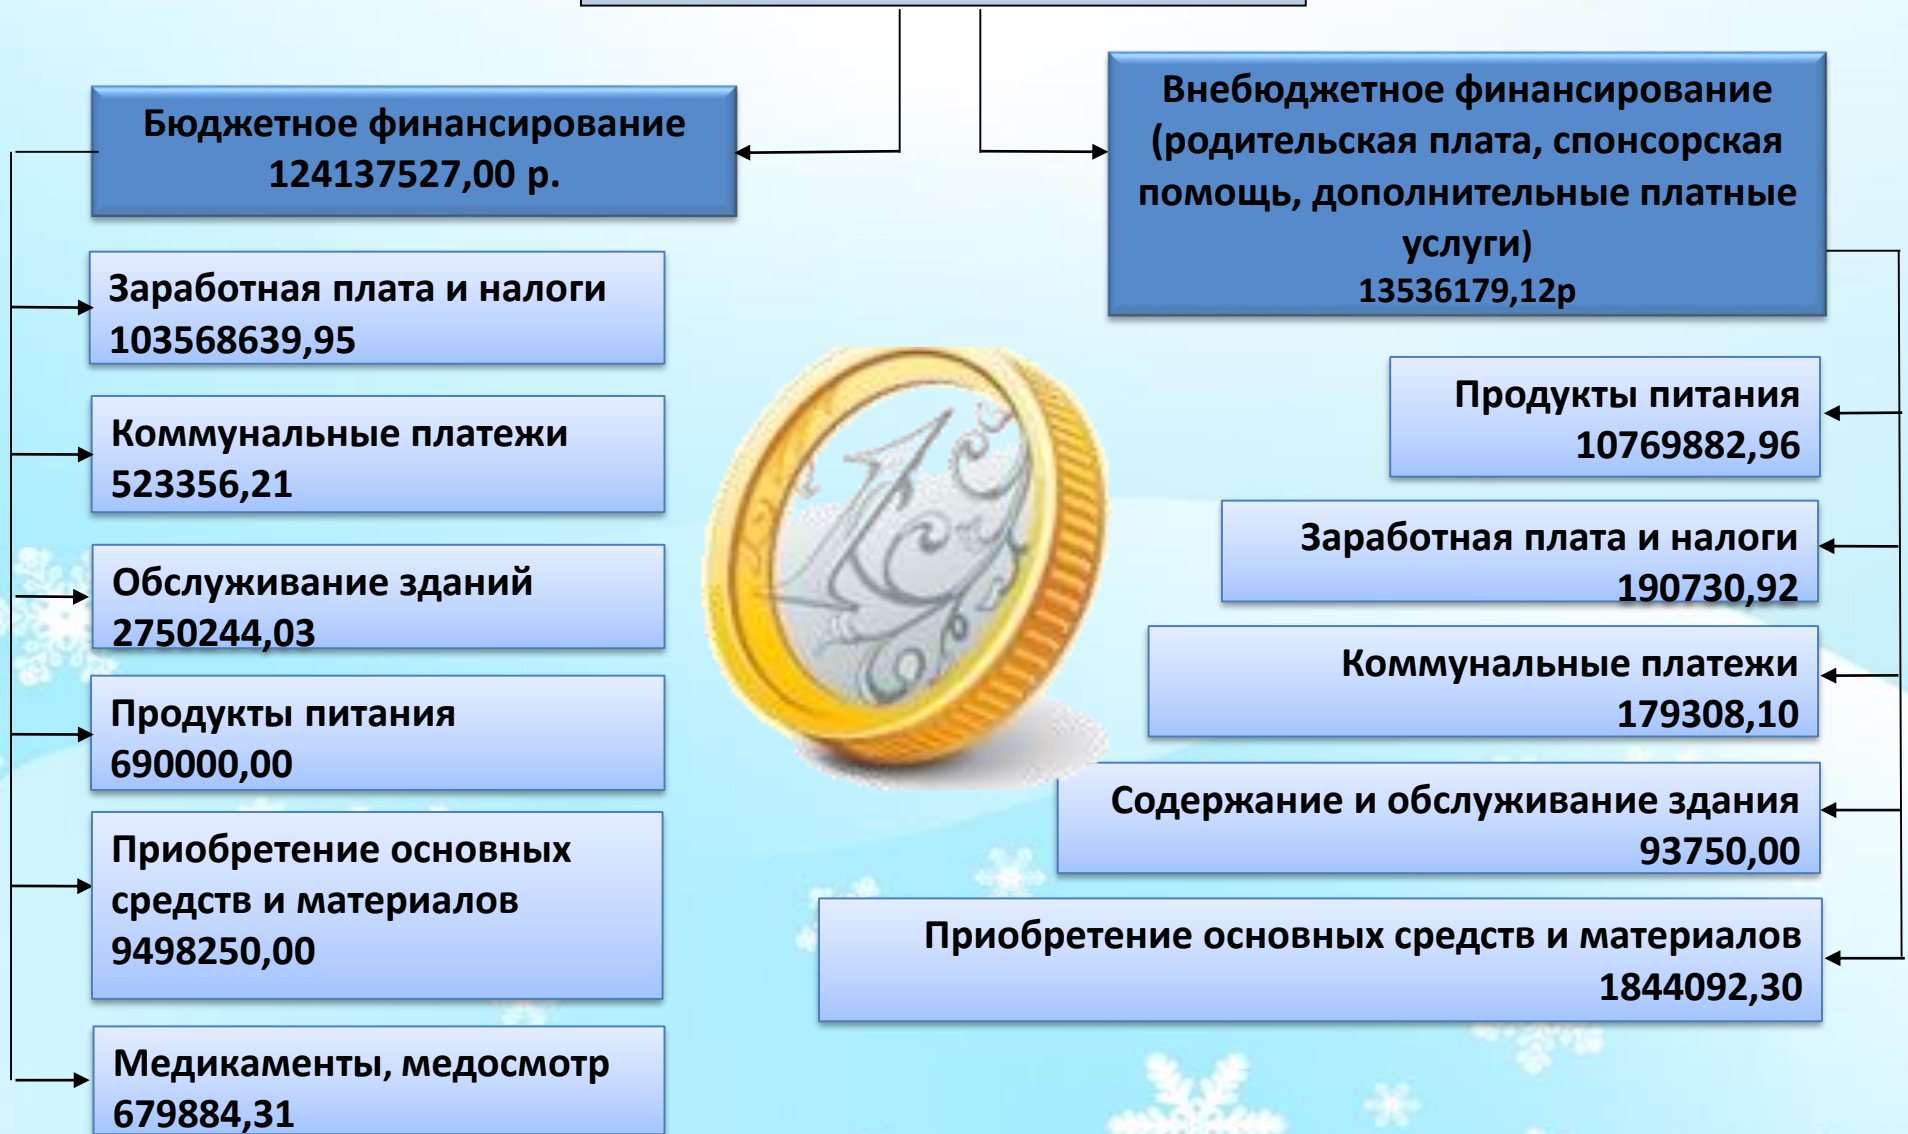 Бюджетное финансирование
124137527,00 р.
Заработная плата и налоги
103568639,95
Коммунальные платежи
523356,21
Обслуживание зданий
2750244,03
Продукты питания
690000,00
Приобретение основных
средств и материалов
9498250,00
Медикаменты, медосмотр
679884,31
Внебюджетное финансирование
(родительская плата, спонсорская
помощь, дополнительные платные
услуги)
13536179,12р
Продукты питания
10769882,96
Заработная плата и налоги
190730,92
Коммунальные платежи
179308,10
Содержание и обслуживание здания
93750,00
Приобретение основных средств и материалов
1844092,30